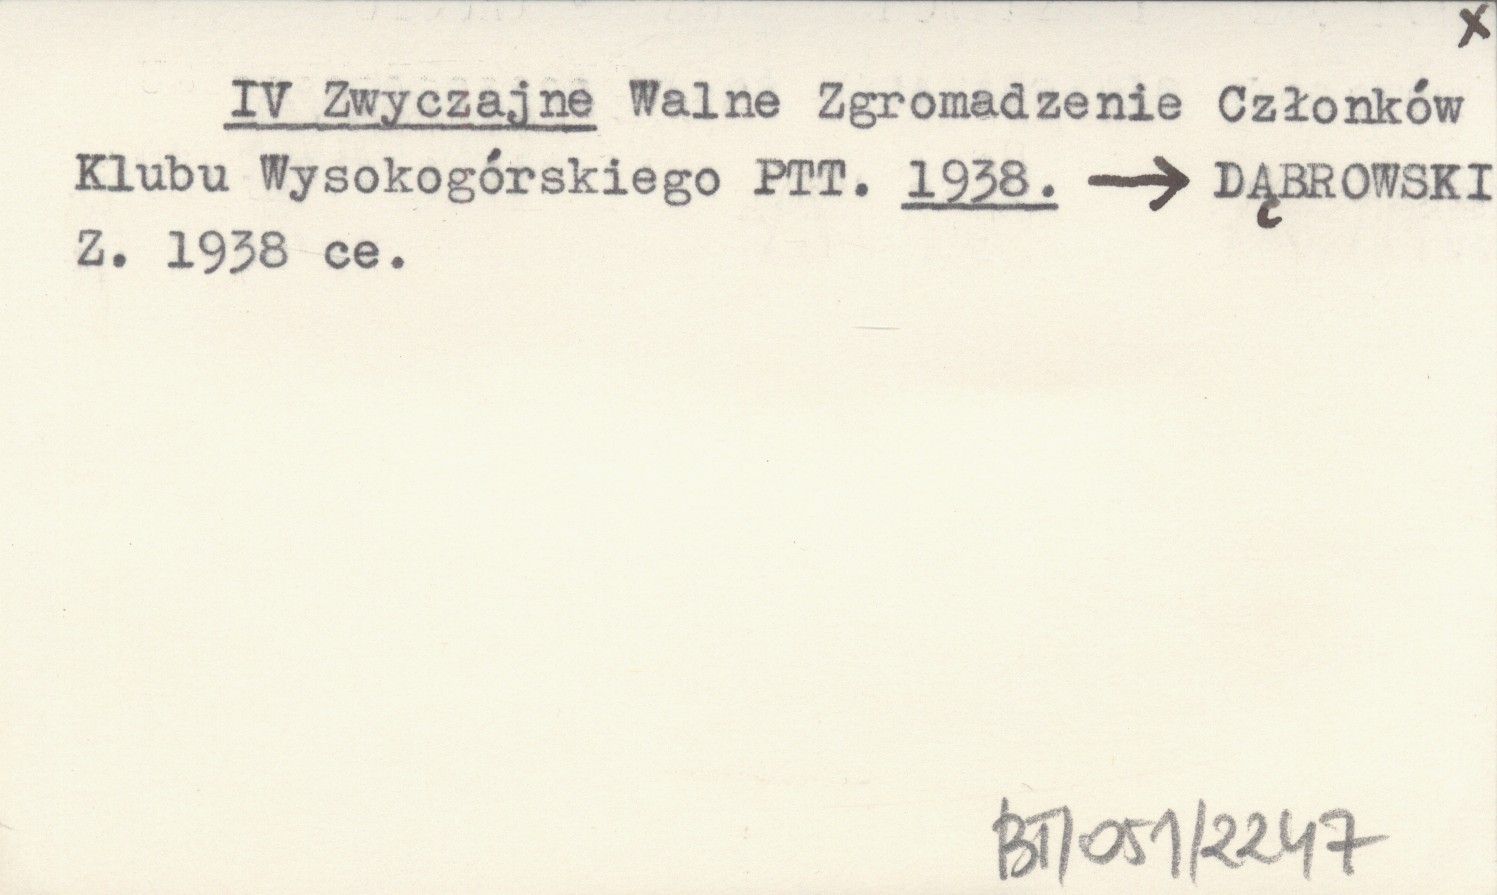 x
IV Zwyczajne Walne Zgromadzenie Członków
Klubu Wysokogórskiego PTT. 1938. → DĄBROWSKI
Z. 1938 ce.
BT/051/2247